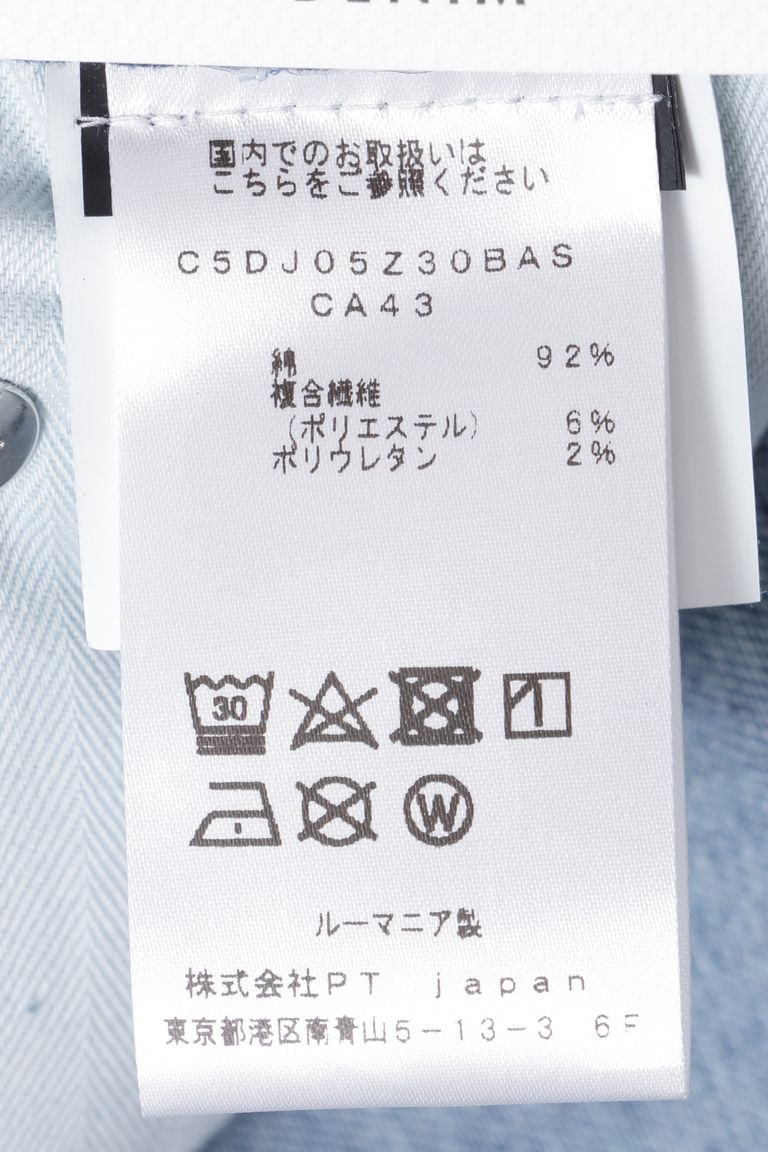 DENIM
国内でのお取扱いは
こちらをご参照ください
C5DJ05Z30BAS
CA43
綿 92%
複合繊維
(ポリエステル) 6%
ポリウレタン 2%
30
W
ルーマニア製
株式会社PT japan
東京都港区南青山5-13-3 6F